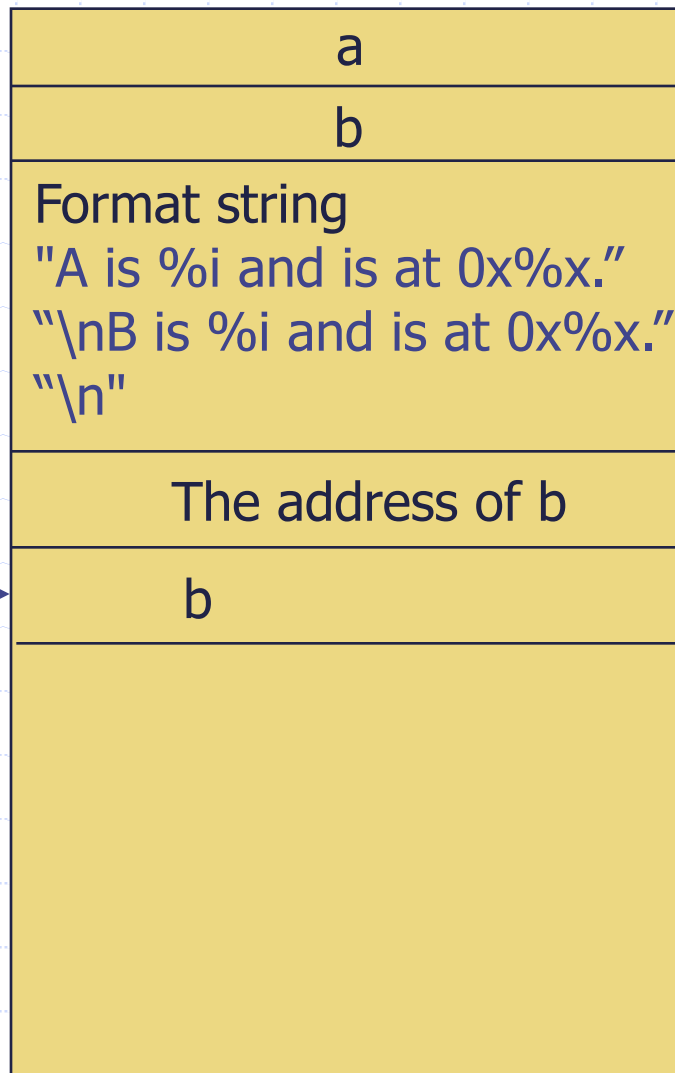 a
b
Format string
"A is %i and is at 0x%x.”
“\nB is %i and is at 0x%x.”
“\n"
The address of b
b